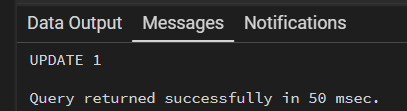 Data Output Messages Notifications
UPDATE 1
Query returned successfully in 50 msec.